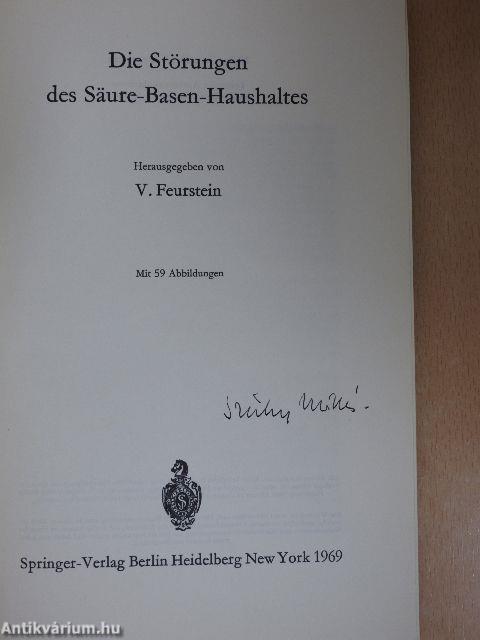 Die Störungen
des Säure-Basen-Haushaltes
Herausgegeben von
V. Feurstein
Mit 59 Abbildungen
Springer-Verlag Berlin Heidelberg New York 1969
Antikvárium.hu